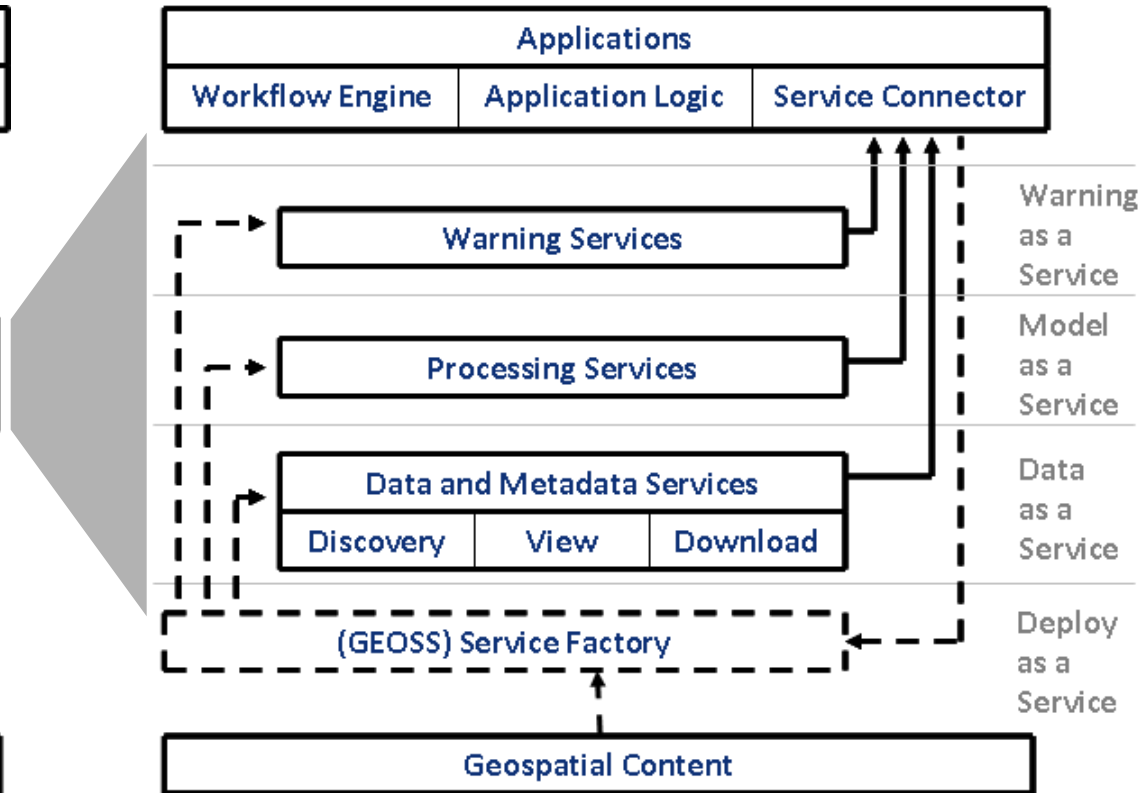 Applications
Workflow Engine
Application Logic
Service Connector
Warning Services
Warning
as a
Service
Processing Services
Model
as a
Service
Data and Metadata Services
Discovery
View
Download
Data
as a
Service
(GEOSS) Service Factory
Deploy
as a
Service
Geospatial Content